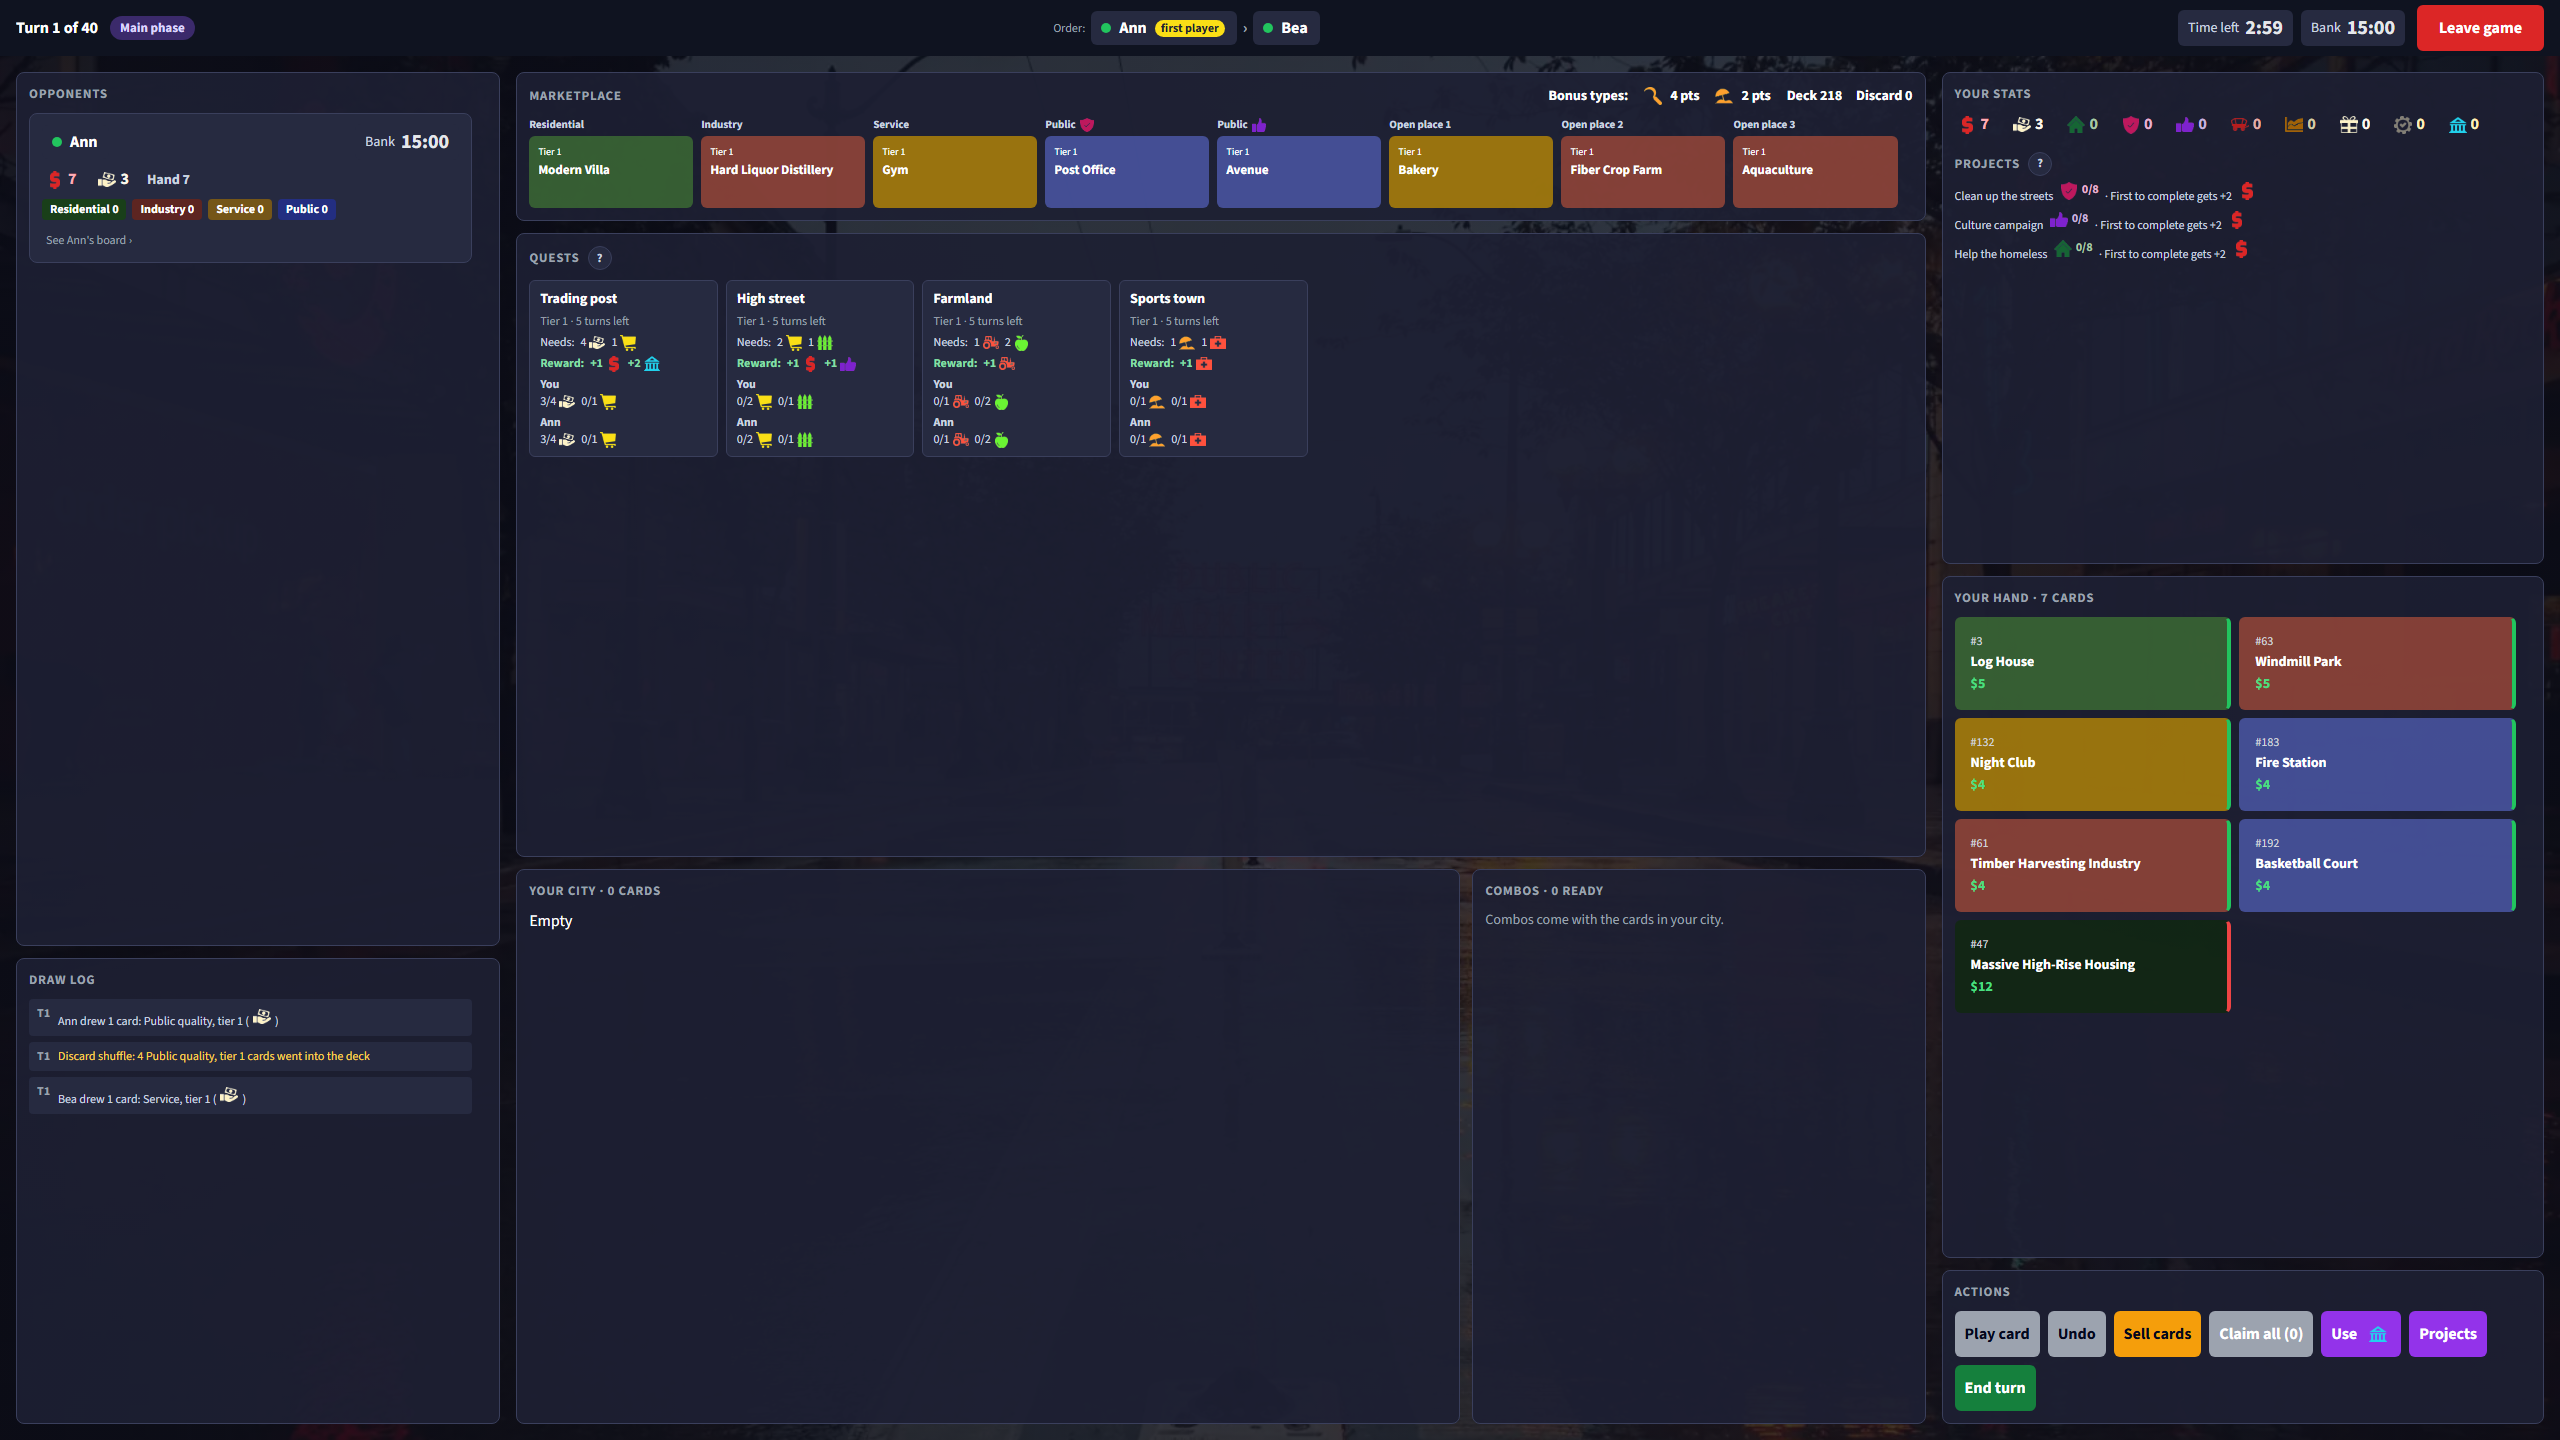 Turn 1 of 40 Main phase
Order: Ann first player › Bea
Time left 2:59 Bank 15:00 Leave game
OPPONENTS
Ann Bank 15:00
7 3 Hand 7
Residential 0 Industry 0 Service 0 Public 0
See Ann's board ›
DRAW LOG
T1 Ann drew 1 card: Public quality, tier 1 ( )
T1 Discard shuffle: 4 Public quality, tier 1 cards went into the deck
T1 Bea drew 1 card: Service, tier 1 ( )
MARKETPLACE
Bonus types: 4 pts 2 pts Deck 218 Discard 0
Residential
Tier 1
Modern Villa
Industry
Tier 1
Hard Liquor Distillery
Service
Tier 1
Gym
Public
Tier 1
Post Office
Public
Tier 1
Avenue
Open place 1
Tier 1
Bakery
Open place 2
Tier 1
Fiber Crop Farm
Open place 3
Tier 1
Aquaculture
QUESTS ?
Trading post
Tier 1 · 5 turns left
Needs: 4 1
Reward: +1 +2
You
3/4 0/1
Ann
3/4 0/1
High street
Tier 1 · 5 turns left
Needs: 2 1
Reward: +1 +1
You
0/2 0/1
Ann
0/2 0/1
Farmland
Tier 1 · 5 turns left
Needs: 1 2
Reward: +1
You
0/1 0/2
Ann
0/1 0/2
Sports town
Tier 1 · 5 turns left
Needs: 1 1
Reward: +1
You
0/1 0/1
Ann
0/1 0/1
YOUR CITY · 0 CARDS
Empty
COMBOS · 0 READY
Combos come with the cards in your city.
YOUR STATS
7 3 0 0 0 0 0 0 0 0
PROJECTS ?
Clean up the streets 0/8 · First to complete gets +2
Culture campaign 0/8 · First to complete gets +2
Help the homeless 0/8 · First to complete gets +2
YOUR HAND · 7 CARDS
#3
Log House
$5
#63
Windmill Park
$5
#132
Night Club
$4
#183
Fire Station
$4
#61
Timber Harvesting Industry
$4
#192
Basketball Court
$4
#47
Massive High-Rise Housing
$12
ACTIONS
Play card Undo Sell cards Claim all (0) Use Projects
End turn